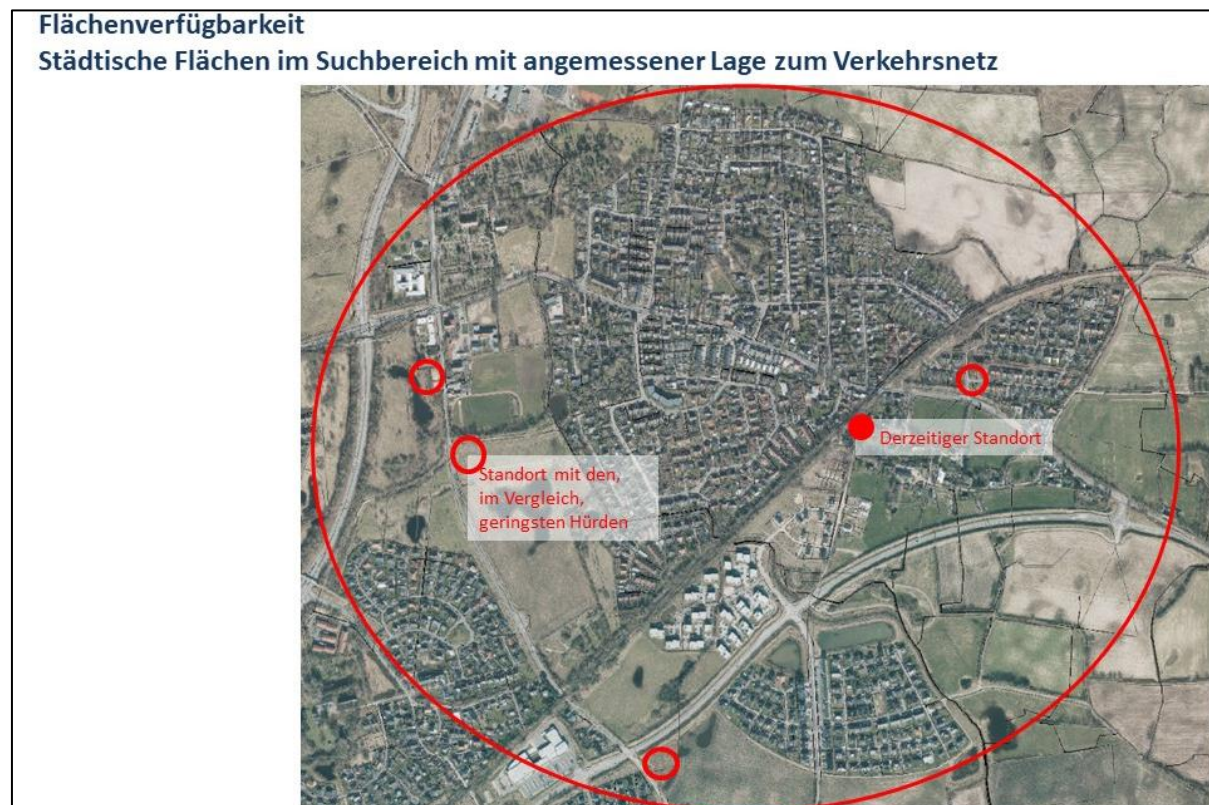 Flächenverfügbarkeit
Städtische Flächen im Suchbereich mit angemessener Lage zum Verkehrsnetz
Derzeitiger Standort
Standort mit den,
im Vergleich,
geringsten Hürden